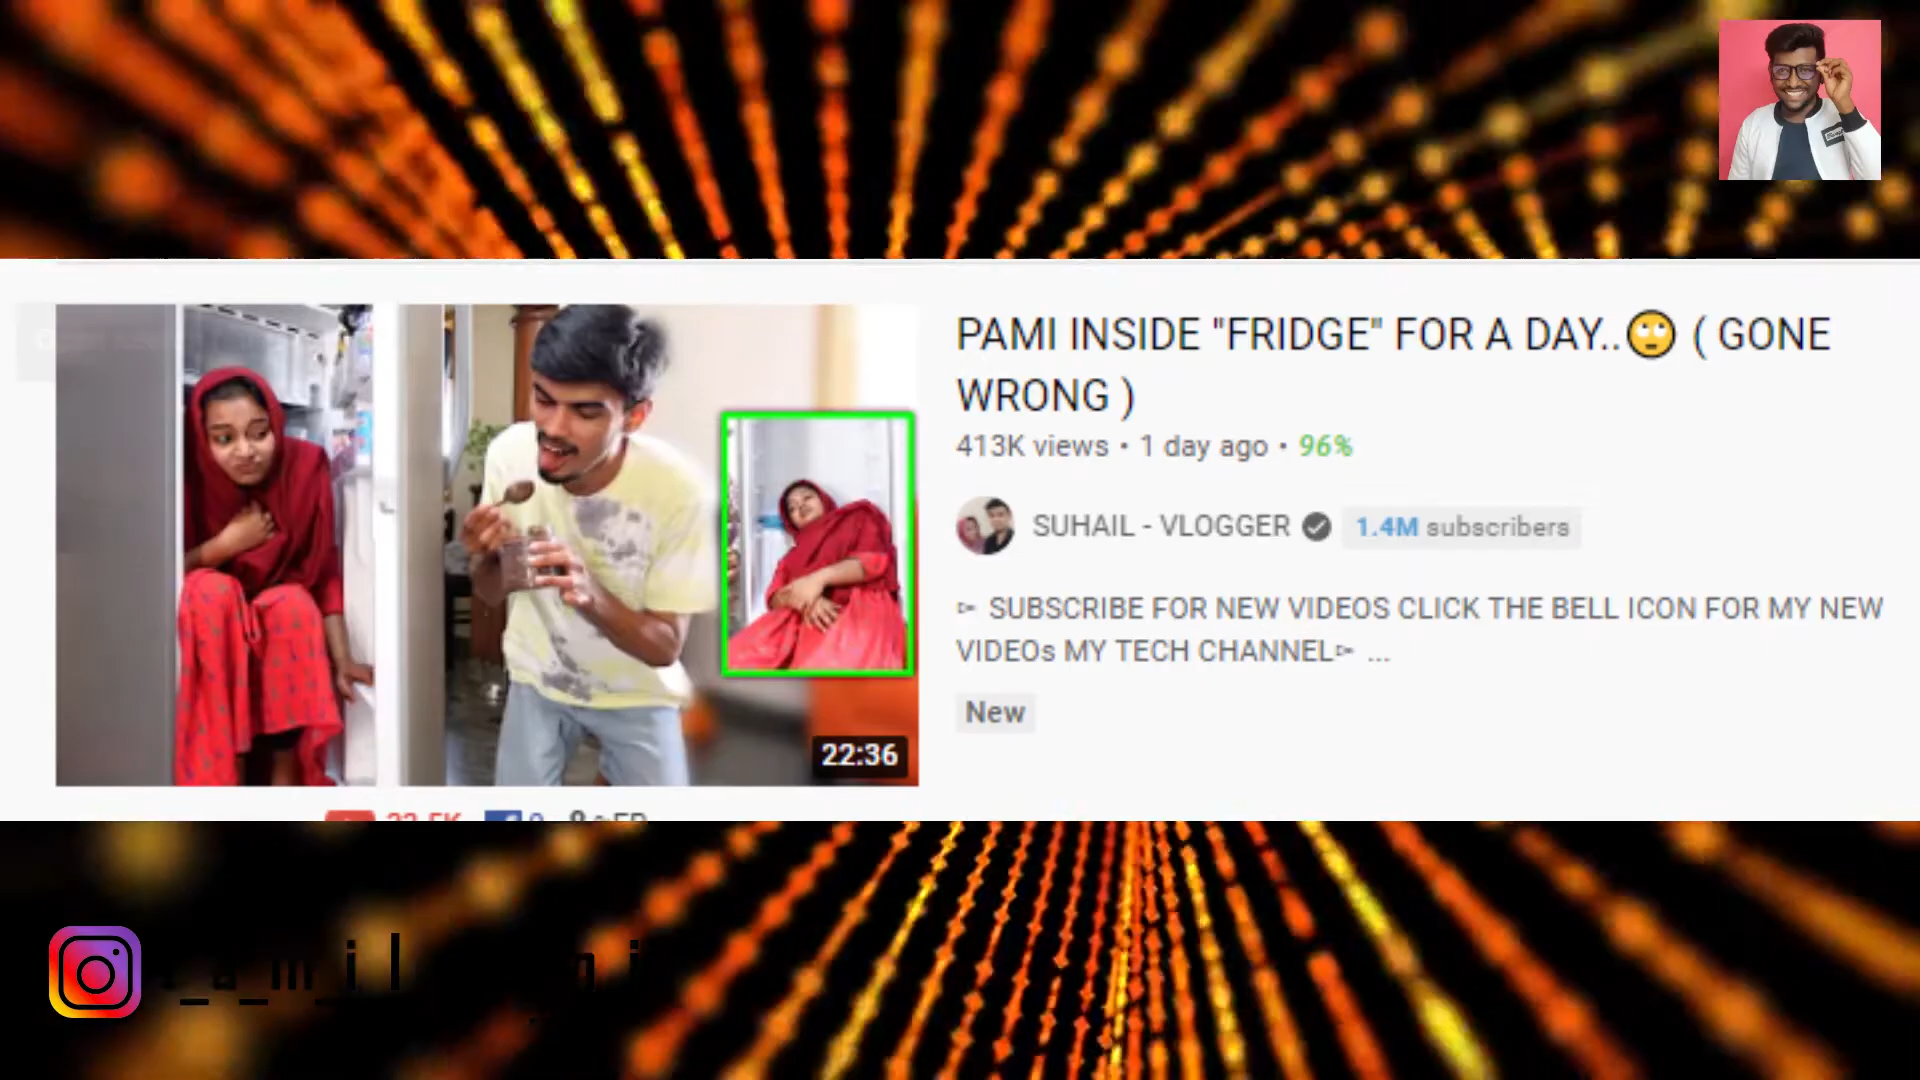 PAMI INSIDE "FRIDGE" FOR A DAY..🙄 ( GONE
WRONG )
413K views • 1 day ago • 96%
SUHAIL - VLOGGER 1.4M subscribers
▻ SUBSCRIBE FOR NEW VIDEOS CLICK THE BELL ICON FOR MY NEW
VIDEOs MY TECH CHANNEL▻ ...
New
22:36